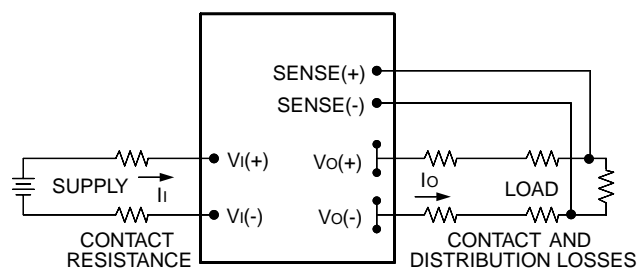 SENSE(+)
SENSE(-)
VI(+)
VO(+)
SUPPLY
II
IO
LOAD
VI(-)
VO(-)
CONTACT
RESISTANCE
CONTACT AND
DISTRIBUTION LOSSES